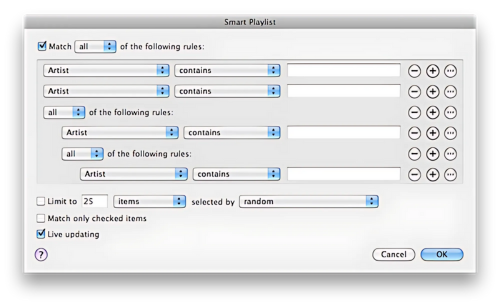 Smart Playlist
Match all of the following rules:
Artist contains
Artist contains
all of the following rules:
Artist contains
all of the following rules:
Artist contains
Limit to 25 items selected by random
Match only checked items
Live updating
? Cancel OK